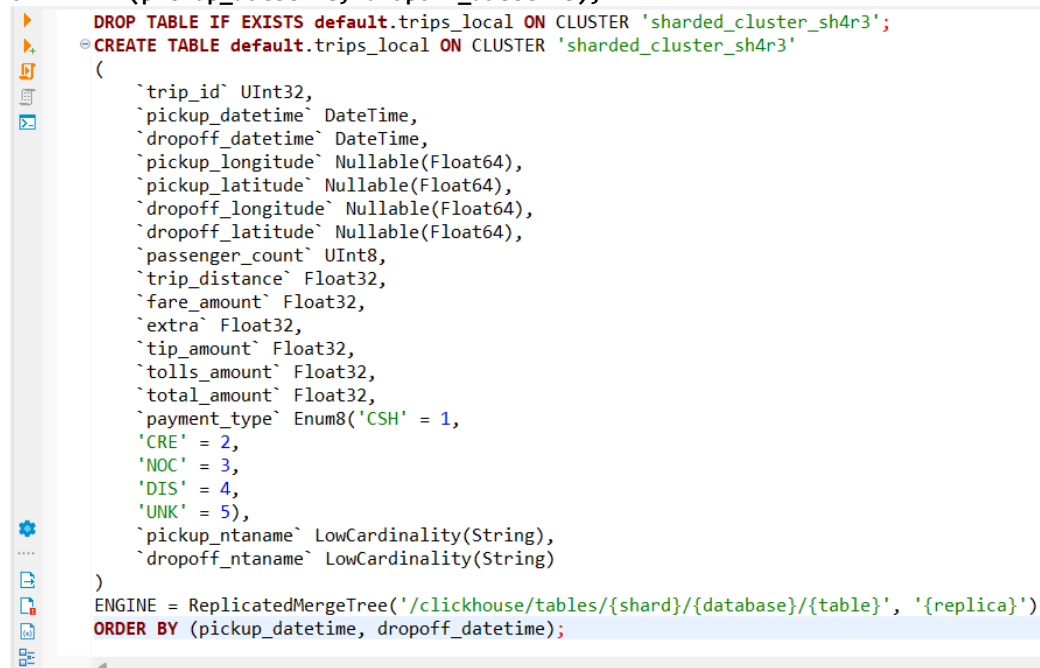 DROP TABLE IF EXISTS default.trips_local ON CLUSTER 'sharded_cluster_sh4r3';
CREATE TABLE default.trips_local ON CLUSTER 'sharded_cluster_sh4r3'
(
    `trip_id` UInt32,
    `pickup_datetime` DateTime,
    `dropoff_datetime` DateTime,
    `pickup_longitude` Nullable(Float64),
    `pickup_latitude` Nullable(Float64),
    `dropoff_longitude` Nullable(Float64),
    `dropoff_latitude` Nullable(Float64),
    `passenger_count` UInt8,
    `trip_distance` Float32,
    `fare_amount` Float32,
    `extra` Float32,
    `tip_amount` Float32,
    `tolls_amount` Float32,
    `total_amount` Float32,
    `payment_type` Enum8('CSH' = 1,
    'CRE' = 2,
    'NOC' = 3,
    'DIS' = 4,
    'UNK' = 5),
    `pickup_ntaname` LowCardinality(String),
    `dropoff_ntaname` LowCardinality(String)
)
ENGINE = ReplicatedMergeTree('/clickhouse/tables/{shard}/{database}/{table}', '{replica}')
ORDER BY (pickup_datetime, dropoff_datetime);